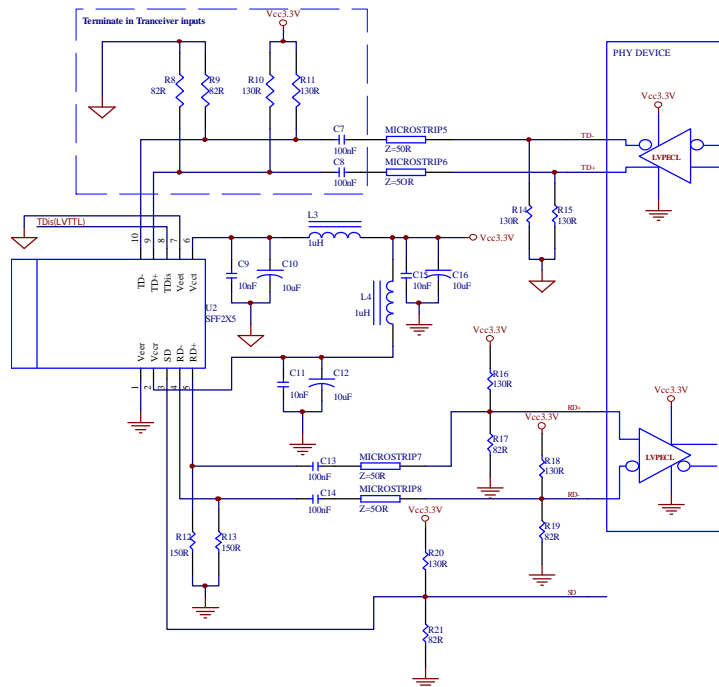 Vcc3.3V
Terminate in Tranceiver inputs
PHY DEVICE
R8
82R
R9
82R
R10
130R
R11
130R
Vcc3.3V
C7
100nF
MICROSTRIP5
Z=50R
TD-
LVPECL
C8
100nF
MICROSTRIP6
Z=5OR
TD+
R14
130R
R15
130R
TDis(LVTTL)
L3
1uH
Vcc3.3V
10
9
8
7
6
TD-
TD+
TDis
Veet
Vcct
C9
10nF
C10
10uF
C15
10nF
C16
10uF
L4
1uH
U2
SFF2X5
Veer
Vccr
SD
RD-
RD+
1
2
3
4
5
Vcc3.3V
C11
10nF
C12
10uF
R16
130R
Vcc3.3V
RD+
Vcc3.3V
R17
82R
LVPECL
C13
100nF
MICROSTRIP7
Z=50R
R18
130R
C14
100nF
MICROSTRIP8
Z=5OR
RD-
Vcc3.3V
R12
150R
R13
150R
R19
82R
R20
130R
SD
R21
82R